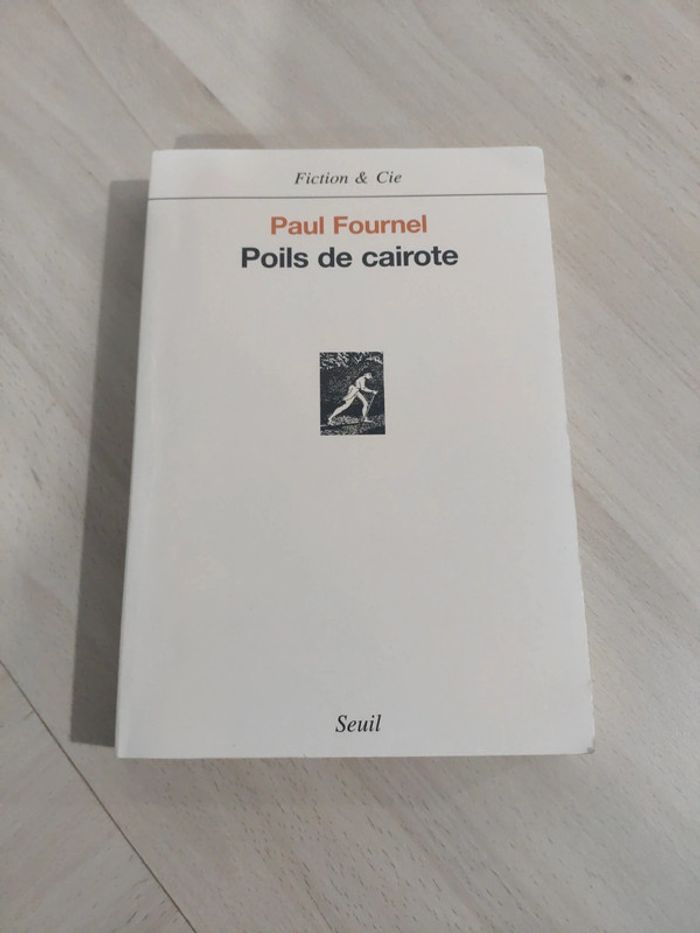 Fiction & Cie
Paul Fournel
Poils de cairote
Seuil